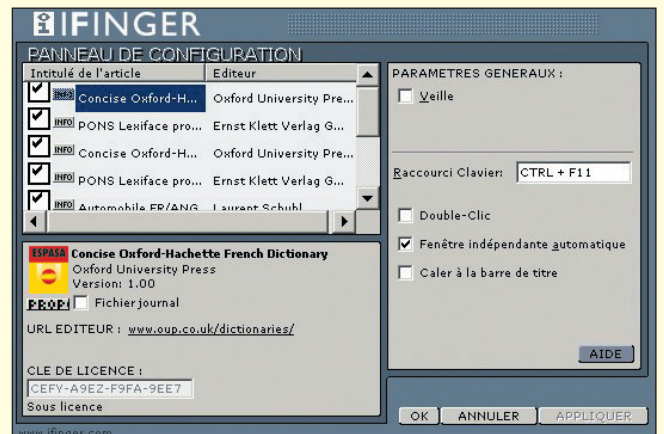 IFINGER
PANNEAU DE CONFIGURATION
Intitulé de l'article Editeur
INFO Concise Oxford-H... Oxford University Pre...
INFO PONS Lexiface pro... Ernst Klett Verlag G...
INFO Concise Oxford-H... Oxford University Pre...
INFO PONS Lexiface pro... Ernst Klett Verlag G...
INFO Automobile FR/ANG Laurent Schuhl
ESPASA Concise Oxford-Hachette French Dictionary
Oxford University Press
Version: 1.00
Fichier journal
URL EDITEUR : www.oup.co.uk/dictionaries/
CLE DE LICENCE :
CEFY-A9EZ-F9FA-9EE7
Sous licence
www.ifinger.com
PARAMETRES GENERAUX :
Veille
Raccourci Clavier: CTRL + F11
Double-Clic
Fenêtre indépendante automatique
Caler à la barre de titre
AIDE
OK ANNULER APPLIQUER